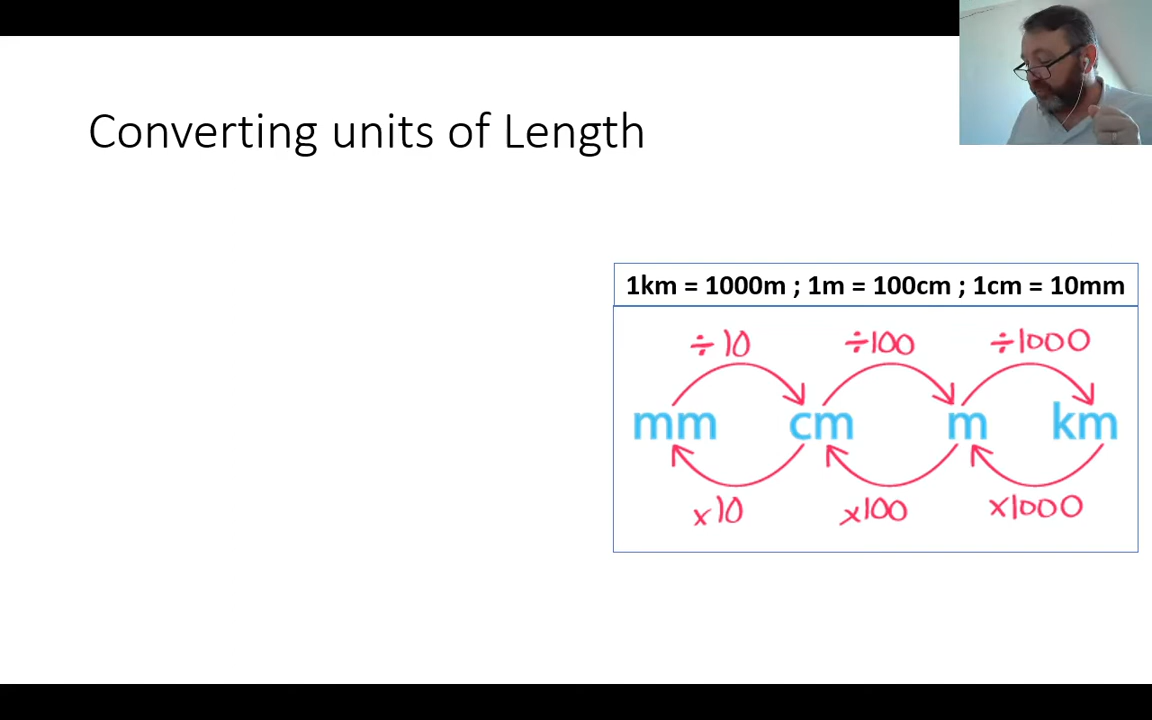 Converting units of Length
1km = 1000m ; 1m = 100cm ; 1cm = 10mm
÷10 ÷100 ÷1000
mm cm m km
x10 x100 x1000